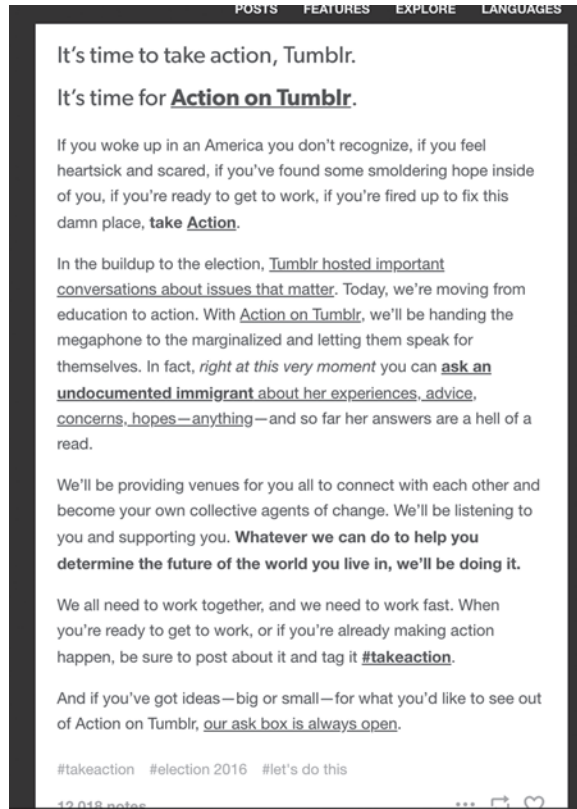 POSTS FEATURES EXPLORE LANGUAGES
It's time to take action, Tumblr.
It's time for Action on Tumblr.
If you woke up in an America you don't recognize, if you feel
heartsick and scared, if you've found some smoldering hope inside
of you, if you're ready to get to work, if you're fired up to fix this
damn place, take Action.
In the buildup to the election, Tumblr hosted important
conversations about issues that matter. Today, we're moving from
education to action. With Action on Tumblr, we'll be handing the
megaphone to the marginalized and letting them speak for
themselves. In fact, right at this very moment you can ask an
undocumented immigrant about her experiences, advice,
concerns, hopes—anything—and so far her answers are a hell of a
read.
We'll be providing venues for you all to connect with each other and
become your own collective agents of change. We'll be listening to
you and supporting you. Whatever we can do to help you
determine the future of the world you live in, we'll be doing it.
We all need to work together, and we need to work fast. When
you're ready to get to work, or if you're already making action
happen, be sure to post about it and tag it #takeaction.
And if you've got ideas—big or small—for what you'd like to see out
of Action on Tumblr, our ask box is always open.
#takeaction #election 2016 #let's do this
12,018 notes